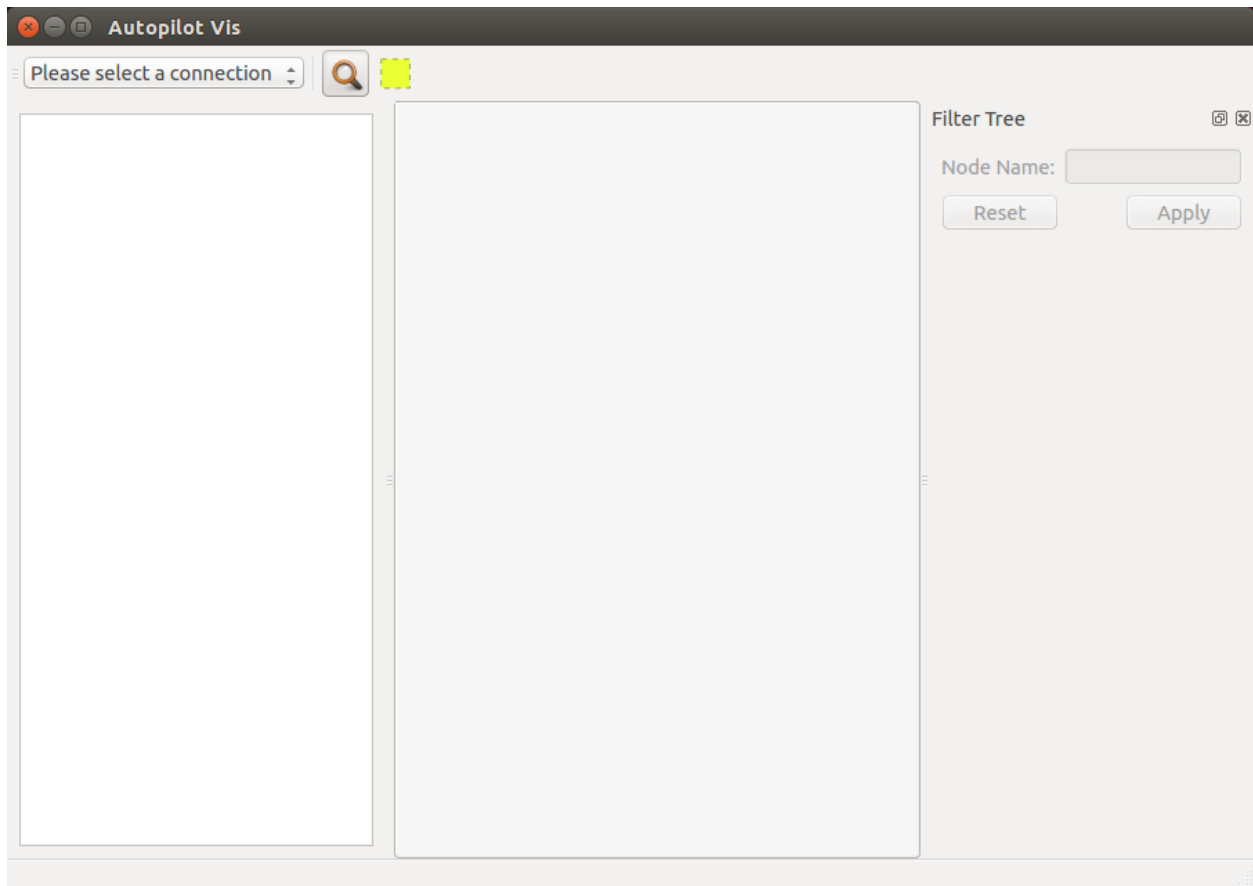 Autopilot Vis
Please select a connection
Filter Tree
Node Name:
Reset Apply